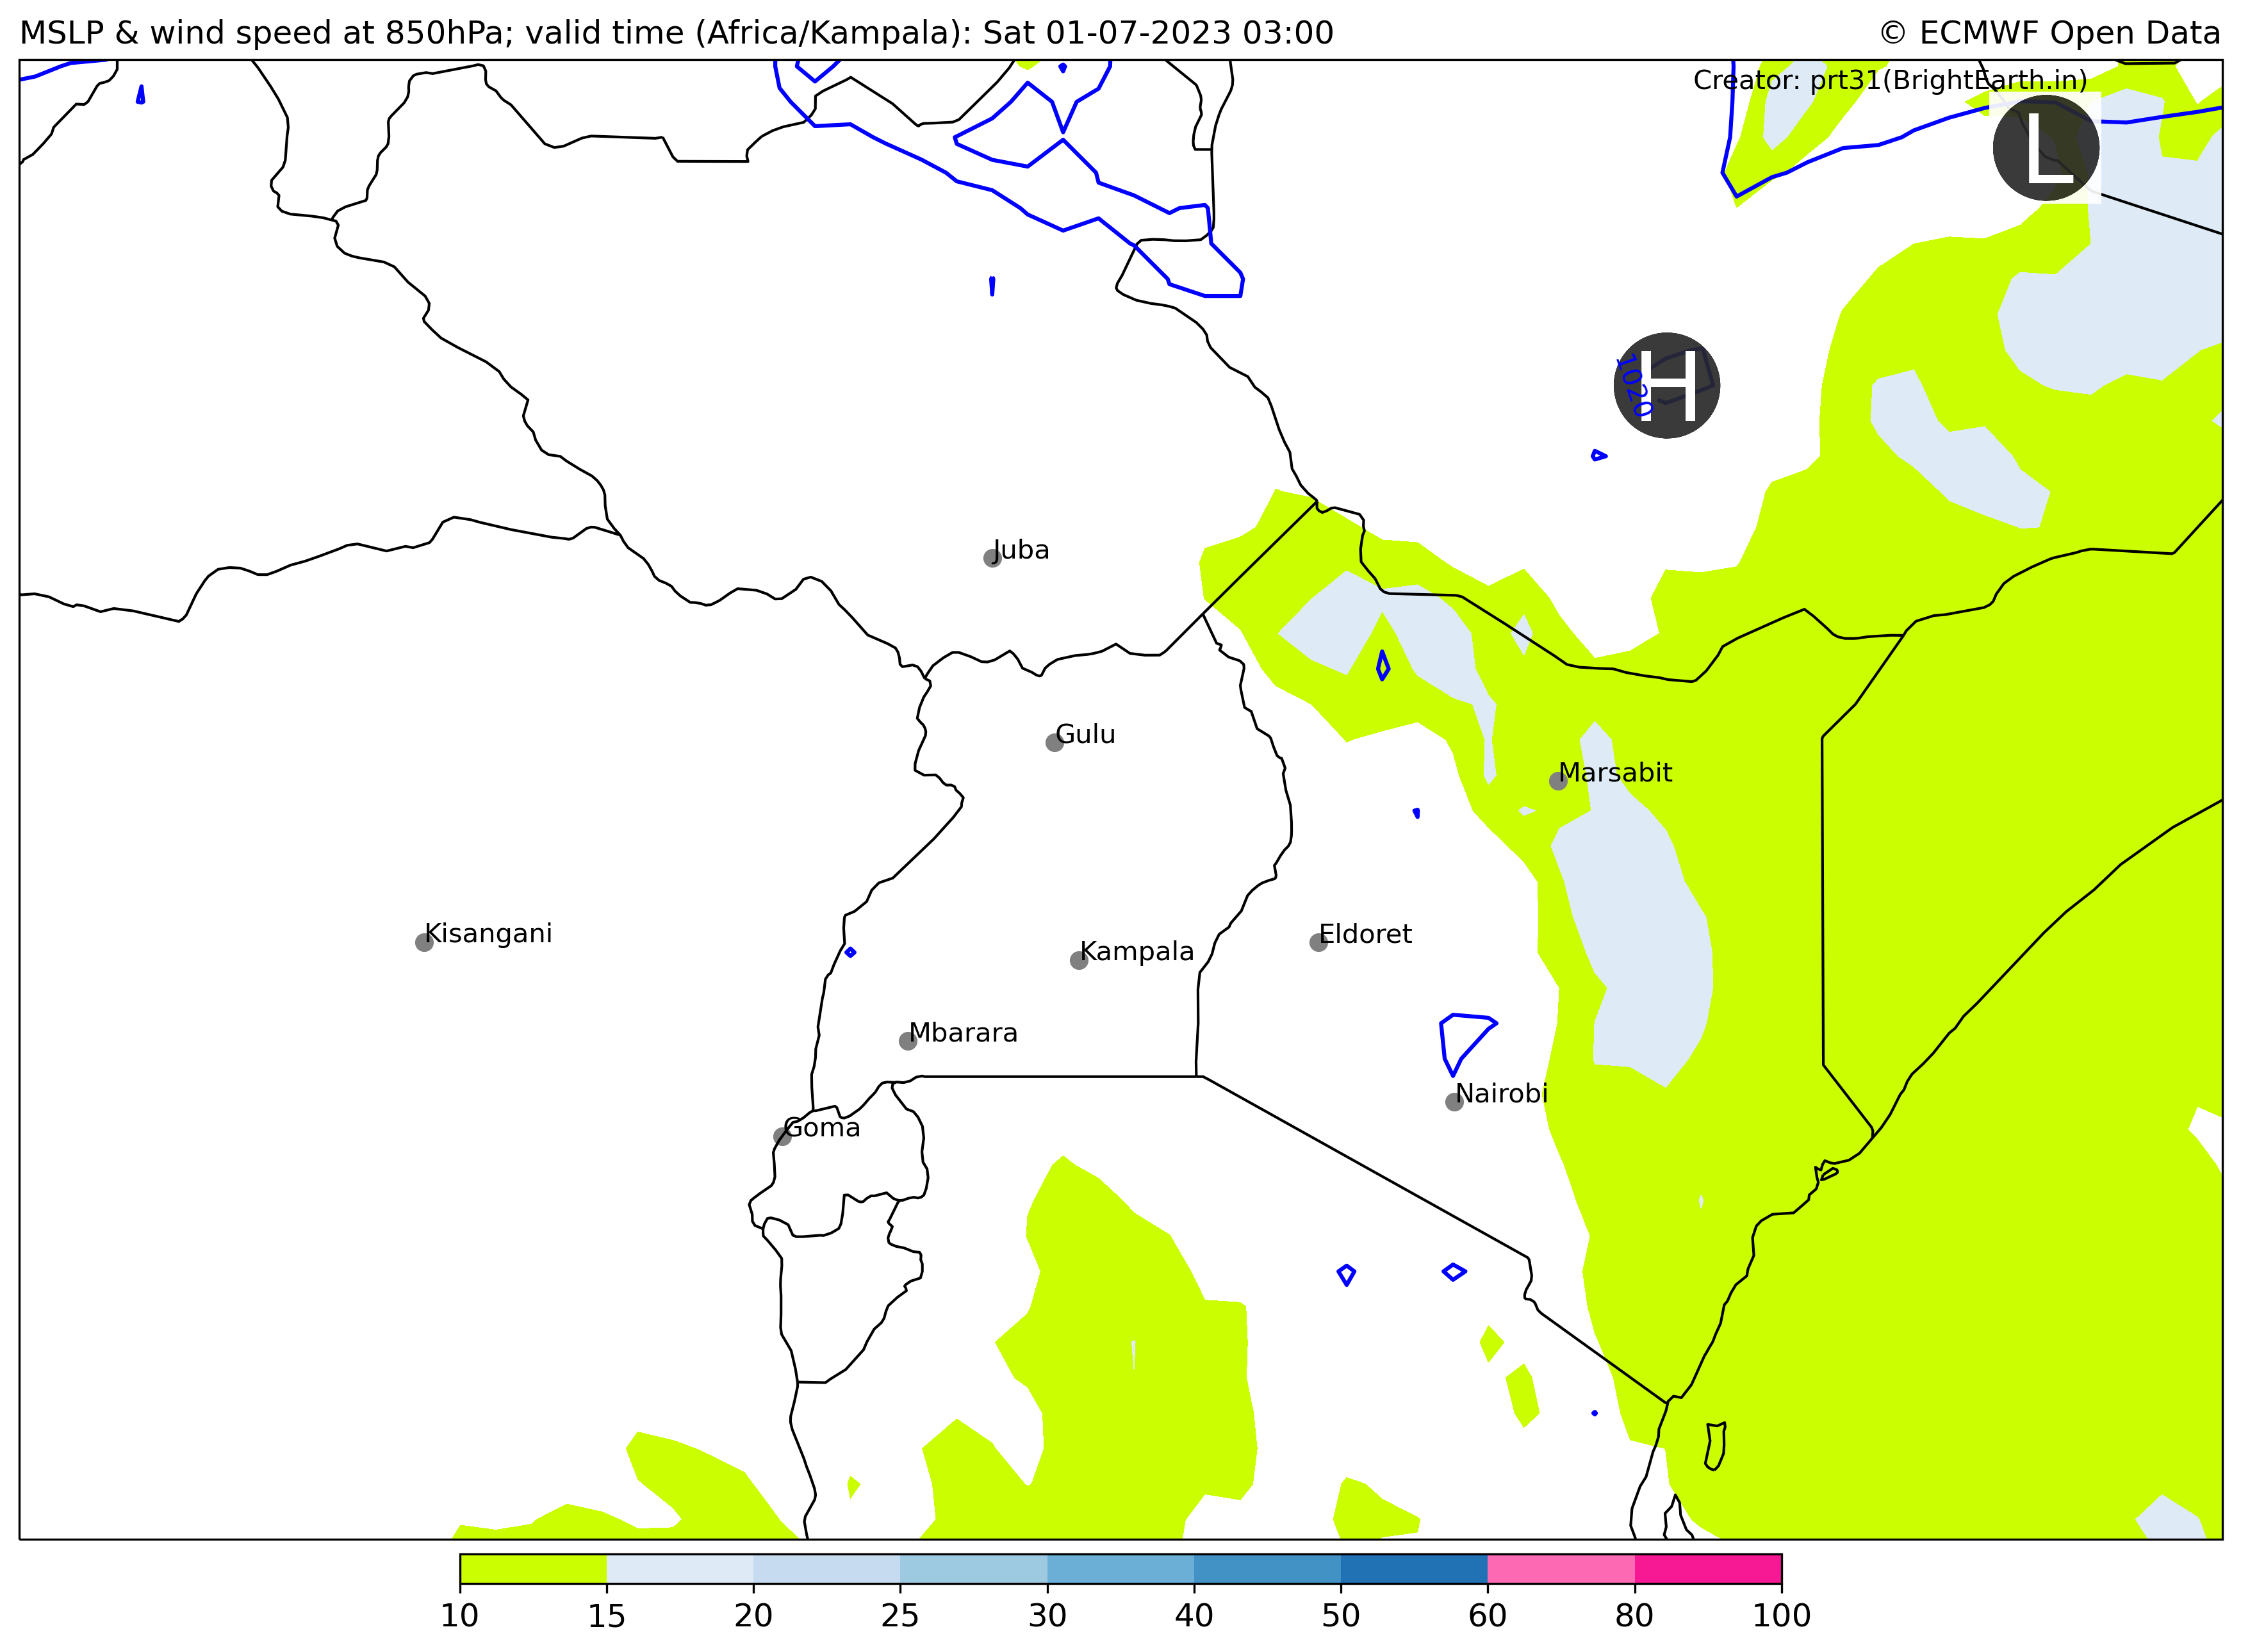 MSLP & wind speed at 850hPa; valid time (Africa/Kampala): Sat 01-07-2023 03:00
© ECMWF Open Data
Creator: prt31(BrightEarth.in)
L
H
1020
Juba
Gulu
Marsabit
Kisangani
Eldoret
Kampala
Mbarara
Nairobi
Goma
10 15 20 25 30 40 50 60 80 100